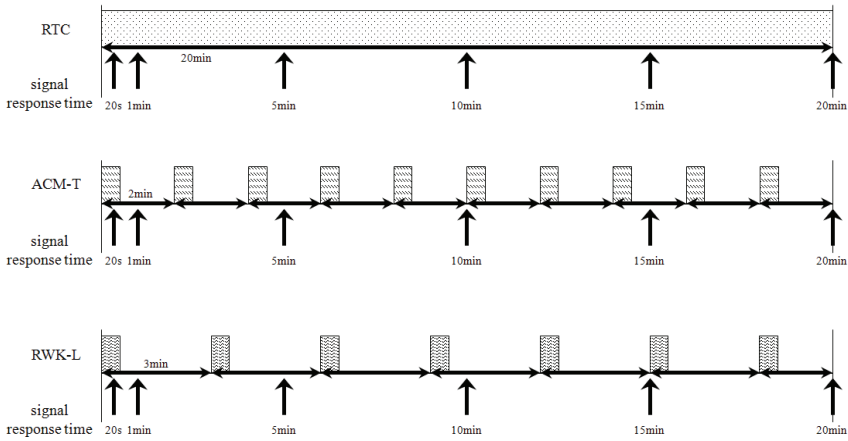 RTC
20min
signal
response time
20s 1min 5min 10min 15min 20min
ACM-T
2min
signal
response time
20s 1min 5min 10min 15min 20min
RWK-L
3min
signal
response time
20s 1min 5min 10min 15min 20min